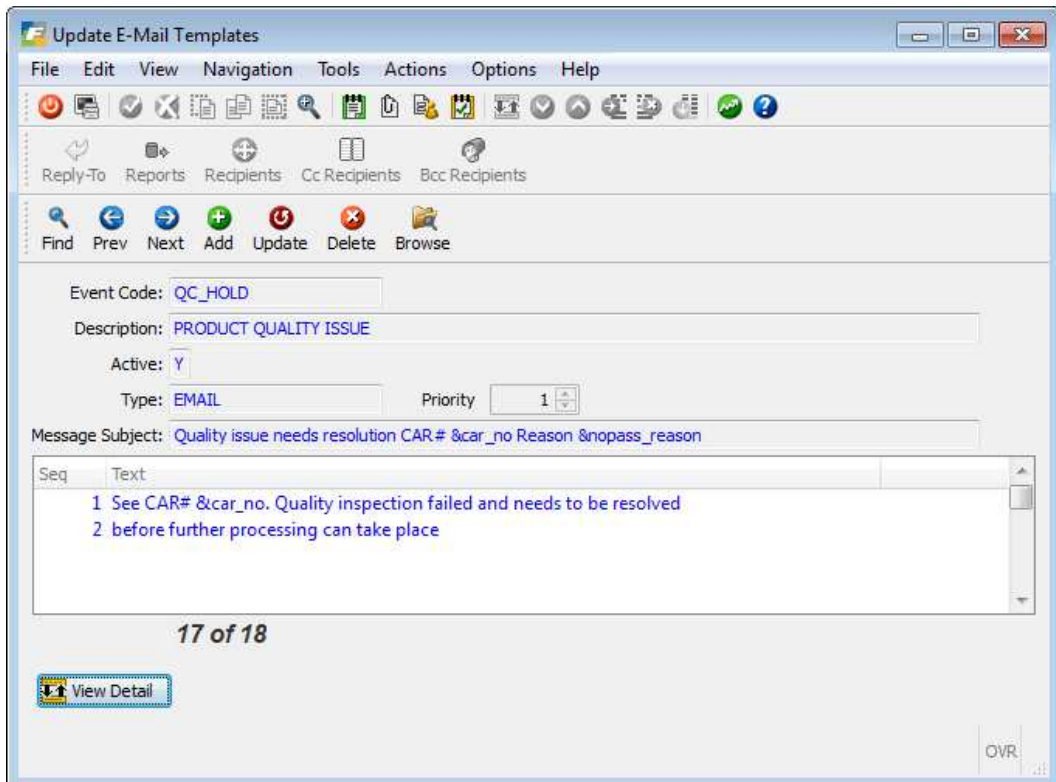 Update E-Mail Templates
File Edit View Navigation Tools Actions Options Help
Reply-To Reports Recipients Cc Recipients Bcc Recipients
Find Prev Next Add Update Delete Browse
Event Code: QC_HOLD
Description: PRODUCT QUALITY ISSUE
Active: Y
Type: EMAIL Priority 1
Message Subject: Quality issue needs resolution CAR# &car_no Reason &nopass_reason
Seq Text
1 See CAR# &car_no. Quality inspection failed and needs to be resolved
2 before further processing can take place
17 of 18
View Detail
OVR